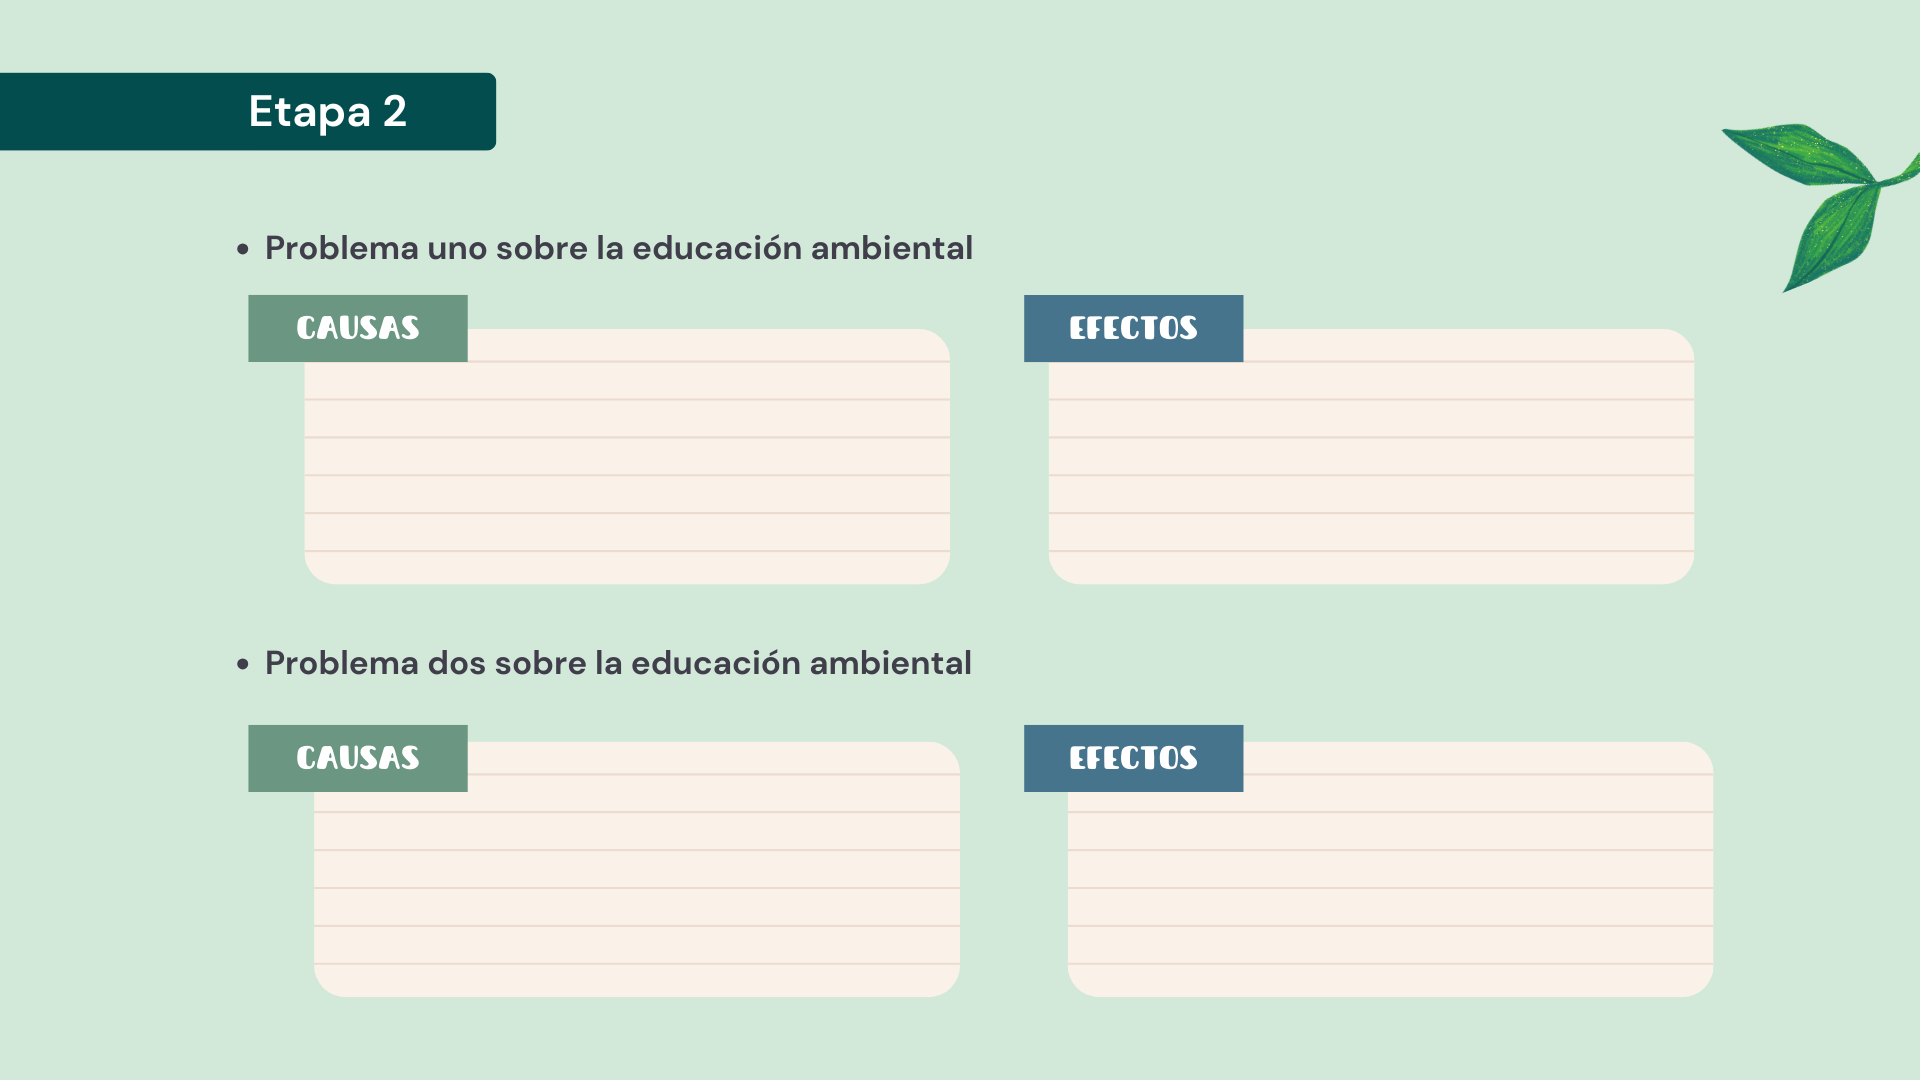 Etapa 2
• Problema uno sobre la educación ambiental
CAUSAS
EFECTOS
• Problema dos sobre la educación ambiental
CAUSAS
EFECTOS